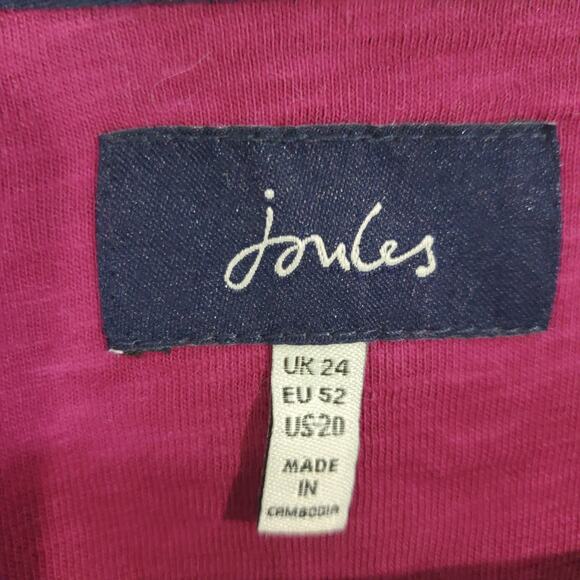 joules
UK 24
EU 52
US 20
MADE
IN
CAMBODIA